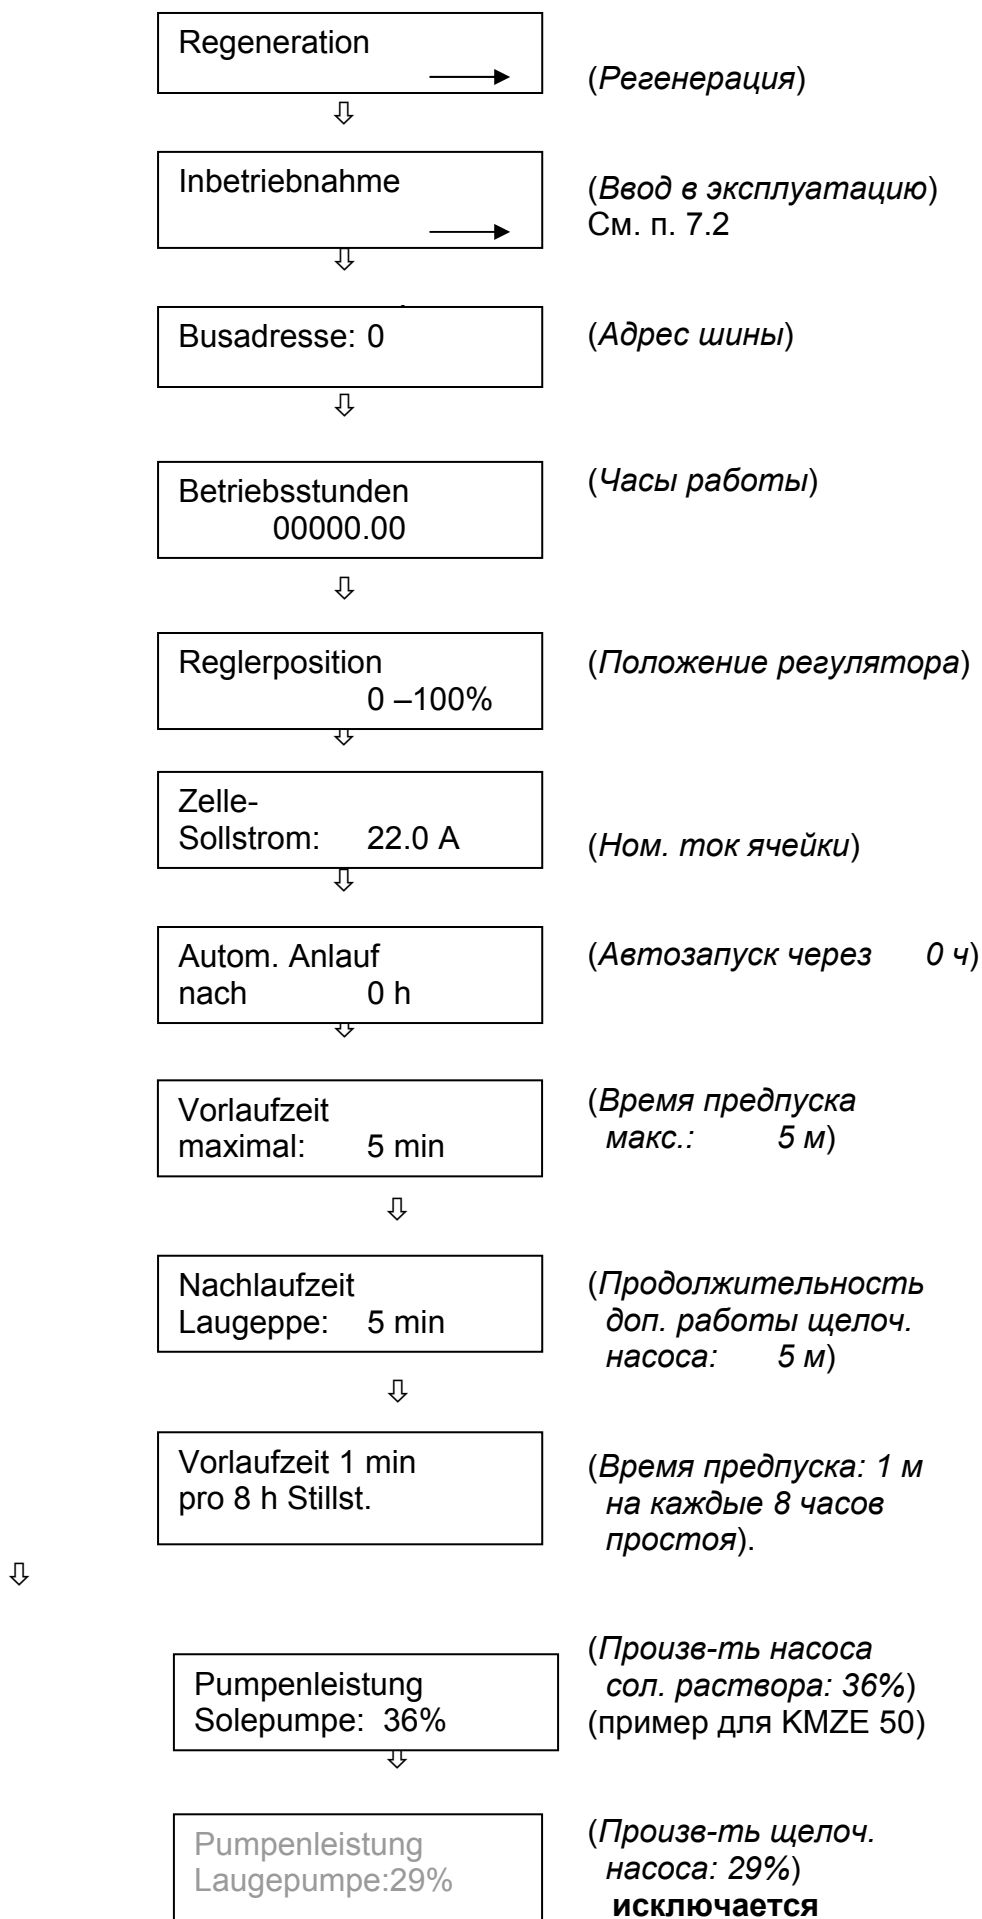 Regeneration
(Регенерация)
Inbetriebnahme
(Ввод в эксплуатацию)
См. п. 7.2
Busadresse: 0
(Адрес шины)
Betriebsstunden
00000.00
(Часы работы)
Reglerposition
0 –100%
(Положение регулятора)
Zelle-
Sollstrom: 22.0 A
(Ном. ток ячейки)
Autom. Anlauf
nach 0 h
(Автозапуск через 0 ч)
Vorlaufzeit
maximal: 5 min
(Время предпуска
макс.: 5 м)
Nachlaufzeit
Laugeppe: 5 min
(Продолжительность
доп. работы щелоч.
насоса: 5 м)
Vorlaufzeit 1 min
pro 8 h Stillst.
(Время предпуска: 1 м
на каждые 8 часов
простоя).
Pumpenleistung
Solepumpe: 36%
(Произв-ть насоса
сол. раствора: 36%)
(пример для KMZE 50)
Pumpenleistung
Laugepumpe:29%
(Произв-ть щелоч.
насоса: 29%)
исключается